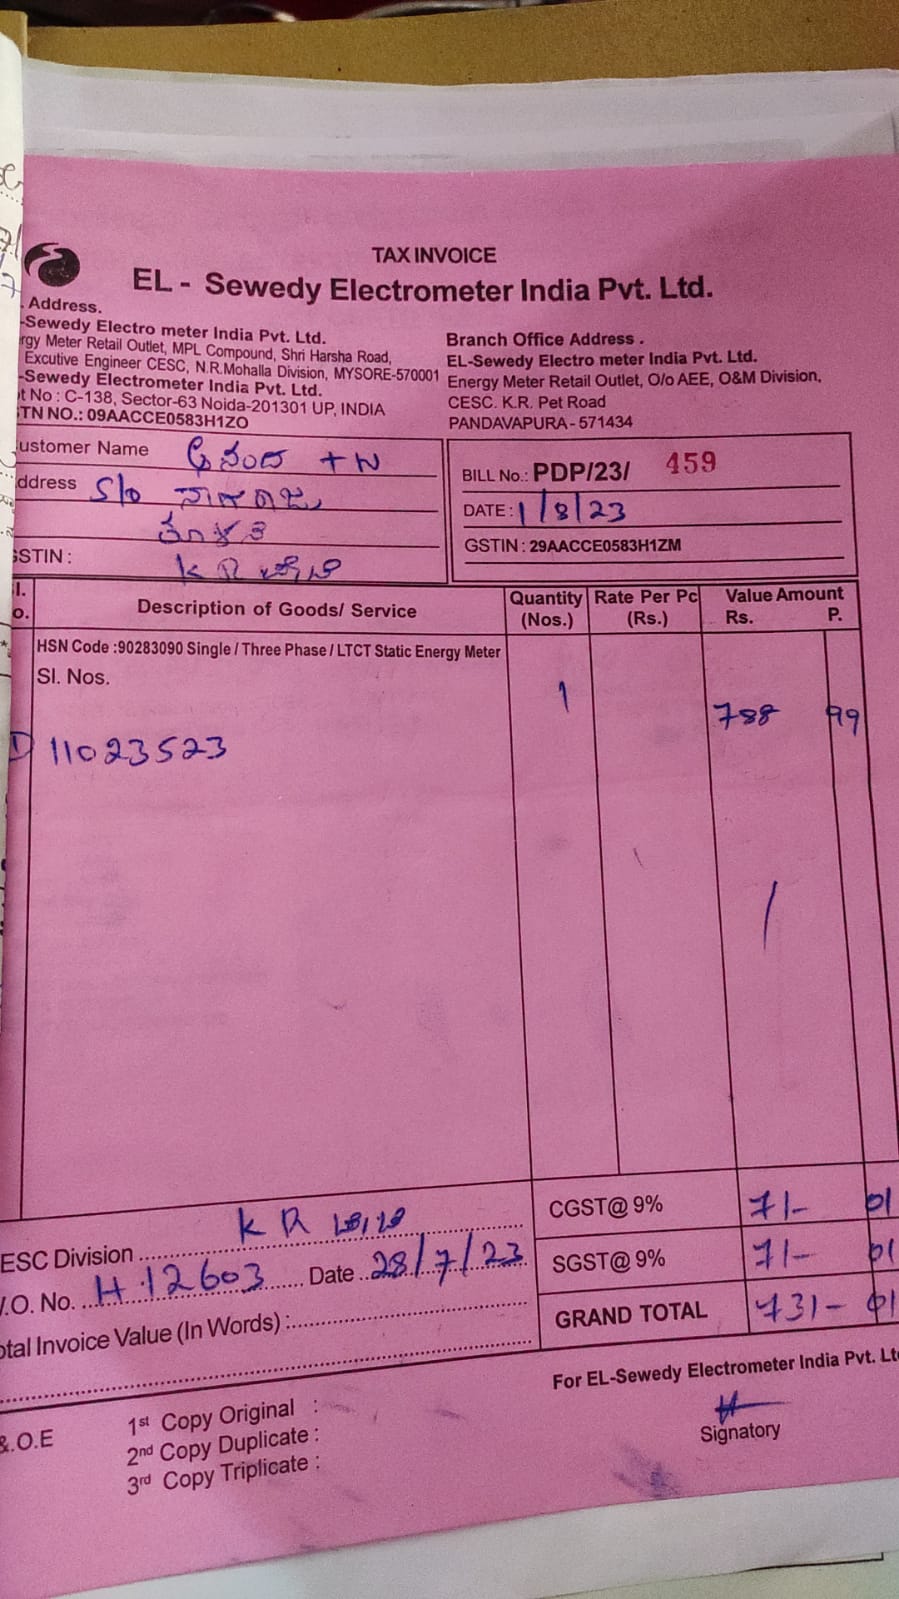 TAX INVOICE
EL - Sewedy Electrometer India Pvt. Ltd.
. Address.
-Sewedy Electro meter India Pvt. Ltd.
rgy Meter Retail Outlet, MPL Compound, Shri Harsha Road,
Excutive Engineer CESC, N.R.Mohalla Division, MYSORE-570001
-Sewedy Electrometer India Pvt. Ltd.
t No : C-138, Sector-63 Noida-201301 UP, INDIA
TN NO.: 09AACCE0583H1ZO
Branch Office Address .
EL-Sewedy Electro meter India Pvt. Ltd.
Energy Meter Retail Outlet, O/o AEE, O&M Division,
CESC. K.R. Pet Road
PANDAVAPURA - 571434
ustomer Name
ddress S/o
STIN :
K R
BILL No.: PDP/23/ 459
DATE : 1/8/23
GSTIN : 29AACCE0583H1ZM
l. o. Description of Goods/ Service Quantity (Nos.) Rate Per Pc (Rs.) Value Amount Rs. P.
HSN Code :90283090 Single / Three Phase / LTCT Static Energy Meter
Sl. Nos.
1
788 99
1) 11023523
CGST@ 9% 71- 01
SGST@ 9% 71- 01
GRAND TOTAL 931- 01
ESC Division K R
.O. No. H.12603 Date 28/7/23
otal Invoice Value (In Words) :
For EL-Sewedy Electrometer India Pvt. Lt
Signatory
&.O.E
1st Copy Original :
2nd Copy Duplicate :
3rd Copy Triplicate :